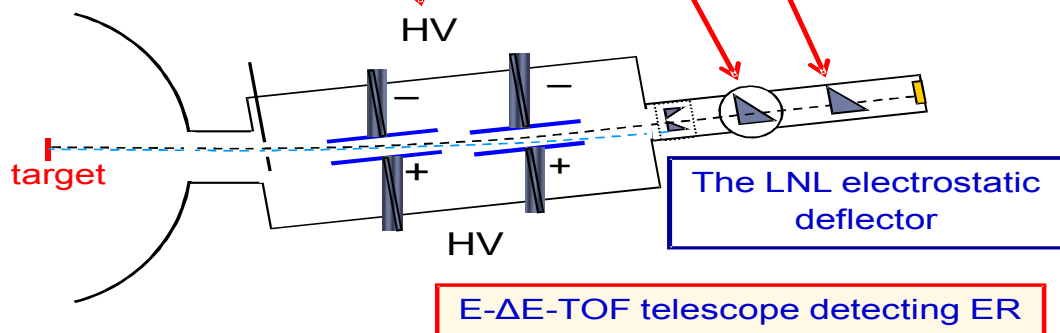 HV
− −
target
+ +
The LNL electrostatic
deflector
HV
E-ΔE-TOF telescope detecting ER